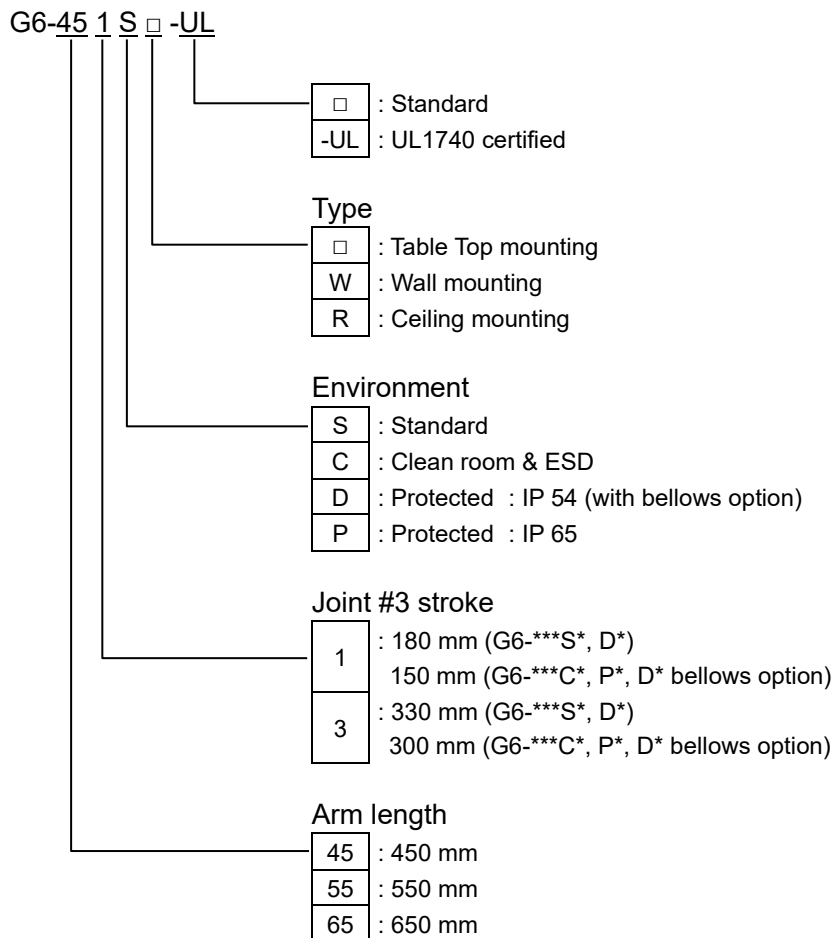 G6-45 1 S □ -UL
□ : Standard
-UL : UL1740 certified
Type
□ : Table Top mounting
W : Wall mounting
R : Ceiling mounting
Environment
S : Standard
C : Clean room & ESD
D : Protected : IP 54 (with bellows option)
P : Protected : IP 65
Joint #3 stroke
1 : 180 mm (G6-***S*, D*)
150 mm (G6-***C*, P*, D* bellows option)
3 : 330 mm (G6-***S*, D*)
300 mm (G6-***C*, P*, D* bellows option)
Arm length
45 : 450 mm
55 : 550 mm
65 : 650 mm